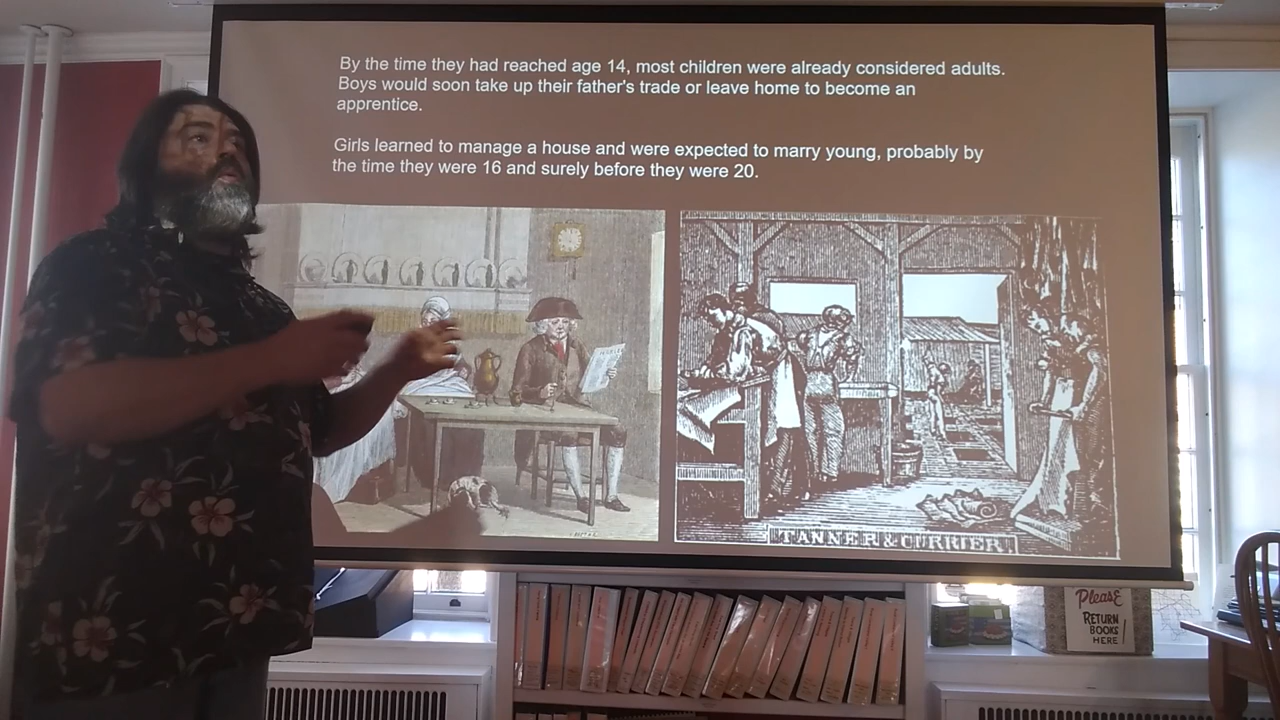 By the time they had reached age 14, most children were already considered adults.
Boys would soon take up their father's trade or leave home to become an
apprentice.
Girls learned to manage a house and were expected to marry young, probably by
the time they were 16 and surely before they were 20.
TANNER & CURRIER.
Please
RETURN
BOOKS
HERE